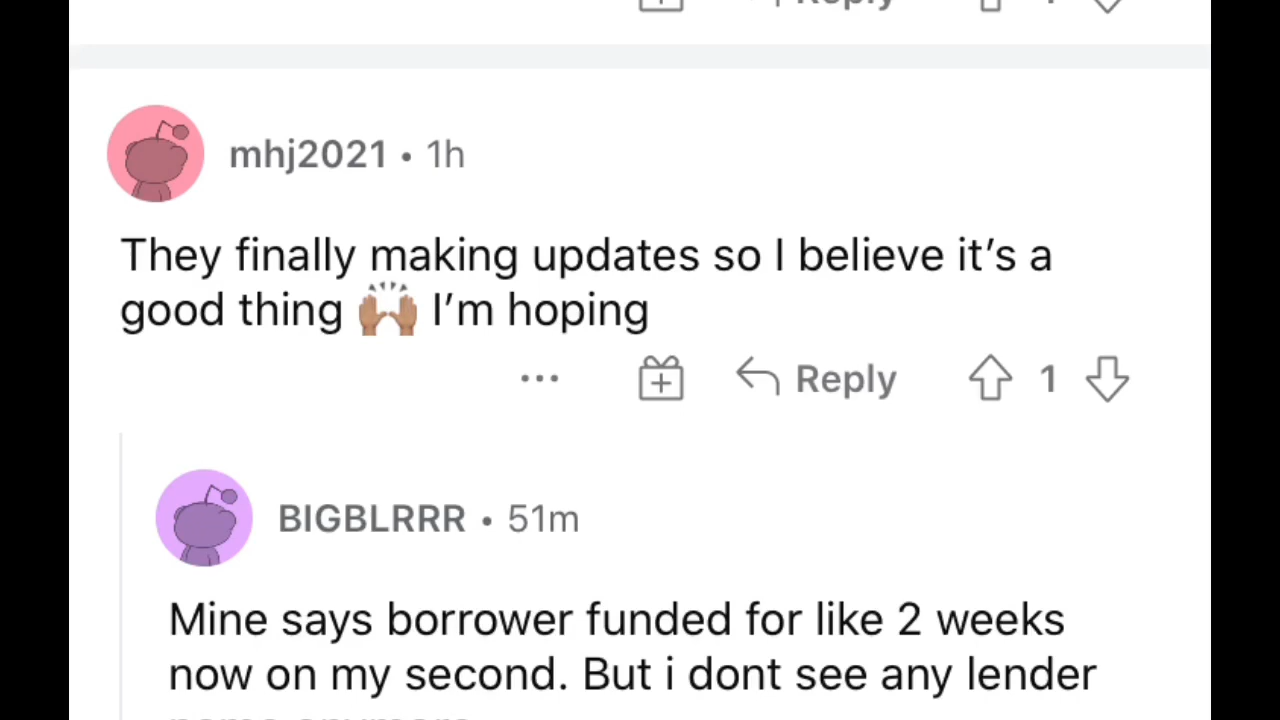 Reply
mhj2021 • 1h
They finally making updates so I believe it's a
good thing 🙌🏽 I'm hoping
... Reply 1
BIGBLRRR • 51m
Mine says borrower funded for like 2 weeks
now on my second. But i dont see any lender